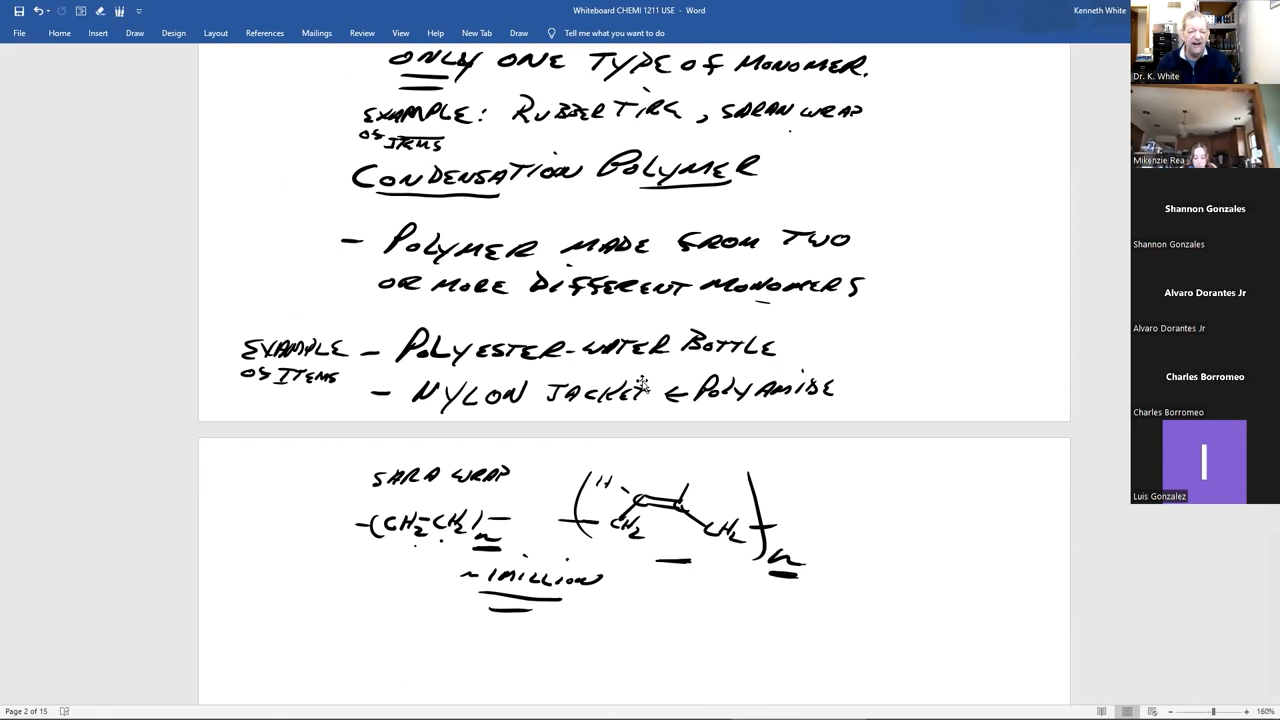 Whiteboard CHEMI 1211 USE - Word
Kenneth White
File Home Insert Draw Design Layout References Mailings Review View Help New Tab Draw Tell me what you want to do
ONLY ONE TYPE OF MONOMER.
EXAMPLE: RUBBER TIRE, SARAN WRAP
OF ITEMS
CONDENSATION POLYMER
- POLYMER MADE FROM TWO
OR MORE DIFFERENT MONOMERS
EXAMPLE - POLYESTER-WATER BOTTLE
OF ITEMS
- NYLON JACKET ← POLYAMIDE
SARA WRAP
-(CH2-CH2)n-
~1 MILLION
H
C C
CH2 CH2
n
Dr. K. White
Mikenzie Rea
Shannon Gonzales
Shannon Gonzales
Alvaro Dorantes Jr
Alvaro Dorantes Jr
Charles Borromeo
Charles Borromeo
l
Luis Gonzalez
Page 2 of 15
160%